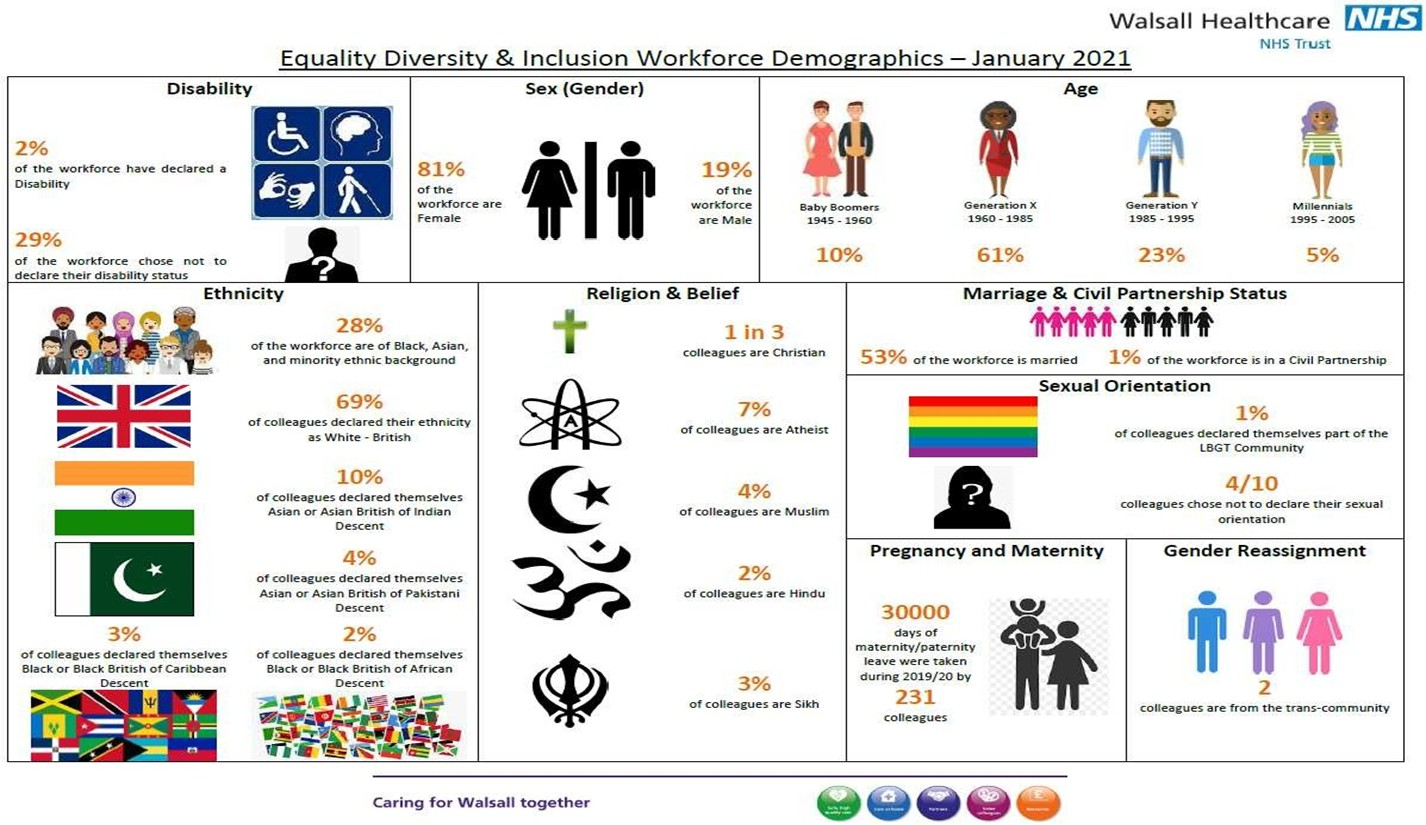 Walsall Healthcare NHS
NHS Trust
Equality Diversity & Inclusion Workforce Demographics – January 2021
Disability
2%
of the workforce have declared a
Disability
29%
of the workforce chose not to
declare their disability status
Sex (Gender)
81%
of the
workforce are
Female
19%
of the
workforce
are Male
Age
Baby Boomers
1945 - 1960
10%
Generation X
1960 - 1985
61%
Generation Y
1985 - 1995
23%
Millennials
1995 - 2005
5%
Ethnicity
28%
of the workforce are of Black, Asian,
and minority ethnic background
69%
of colleagues declared their ethnicity
as White - British
10%
of colleagues declared themselves
Asian or Asian British of Indian
Descent
4%
of colleagues declared themselves
Asian or Asian British of Pakistani
Descent
3%
of colleagues declared themselves
Black or Black British of Caribbean
Descent
2%
of colleagues declared themselves
Black or Black British of African
Descent
Religion & Belief
1 in 3
colleagues are Christian
A
7%
of colleagues are Atheist
4%
of colleagues are Muslim
2%
of colleagues are Hindu
3%
of colleagues are Sikh
Marriage & Civil Partnership Status
53% of the workforce is married
1% of the workforce is in a Civil Partnership
Sexual Orientation
1%
of colleagues declared themselves part of the
LBGT Community
4/10
colleagues chose not to declare their sexual
orientation
Pregnancy and Maternity
30000
days of
maternity/paternity
leave were taken
during 2019/20 by
231
colleagues
Gender Reassignment
2
colleagues are from the trans-community
Caring for Walsall together